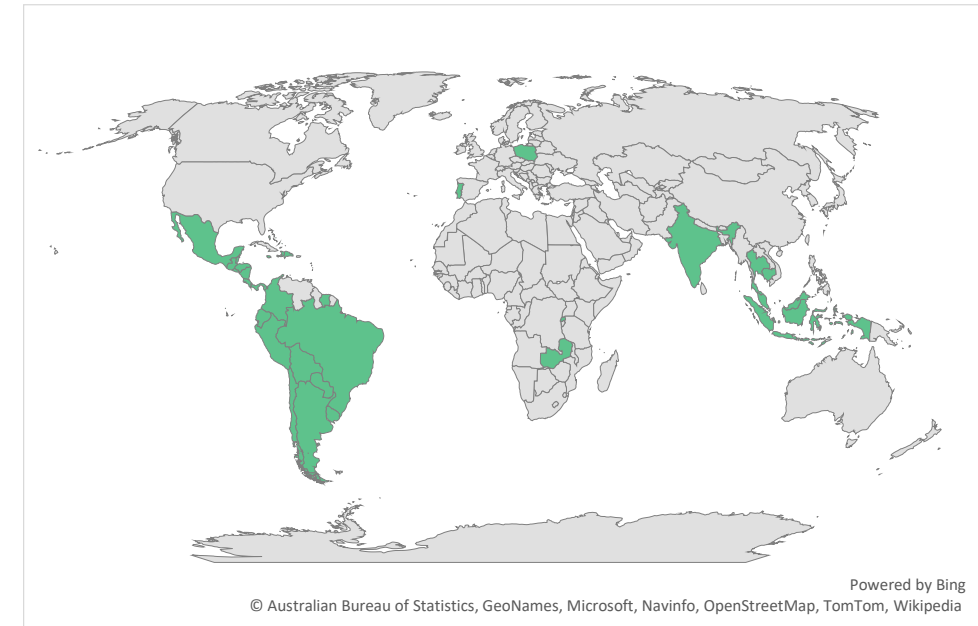 Powered by Bing
© Australian Bureau of Statistics, GeoNames, Microsoft, Navinfo, OpenStreetMap, TomTom, Wikipedia